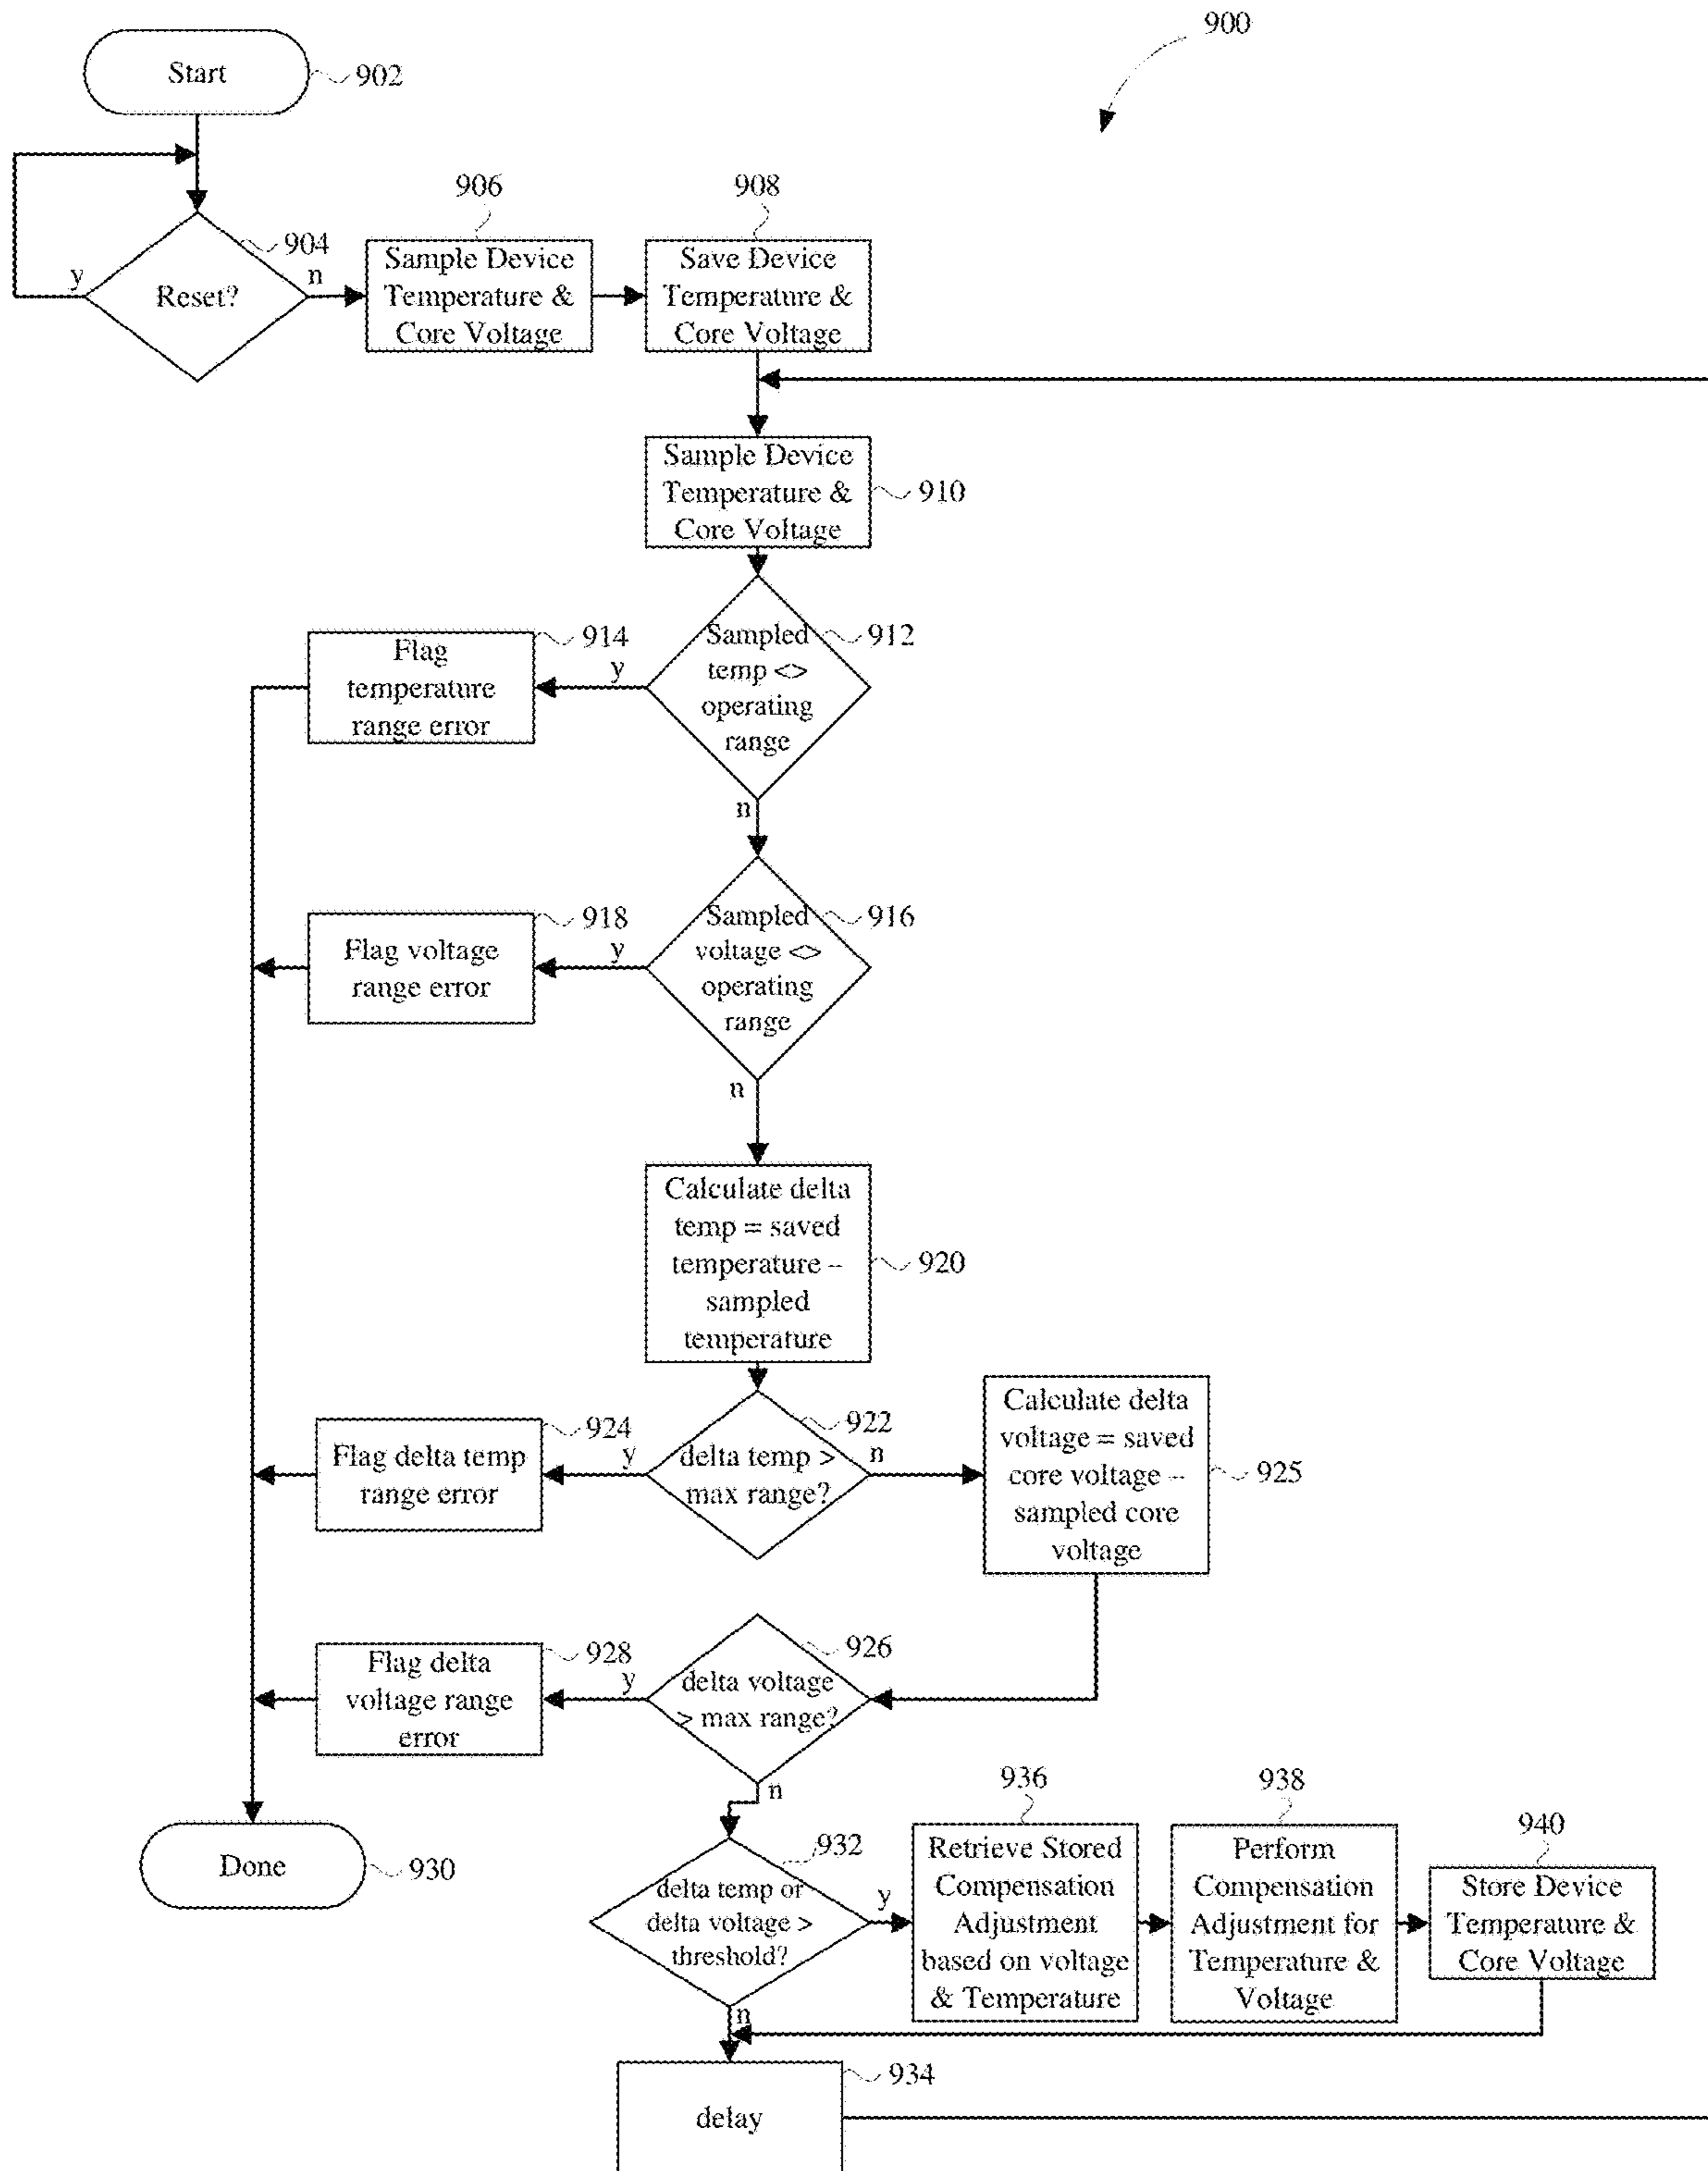 900
Start
902
904
y
Reset?
n
906
Sample Device
Temperature &
Core Voltage
908
Save Device
Temperature &
Core Voltage
Sample Device
Temperature &
Core Voltage
910
Sampled
temp <>
operating
range
912
y
914
Flag
temperature
range error
n
Sampled
voltage <>
operating
range
916
y
918
Flag voltage
range error
n
Calculate delta
temp = saved
temperature –
sampled
temperature
920
922
delta temp >
max range?
y
924
Flag delta temp
range error
n
Calculate delta
voltage = saved
core voltage –
sampled core
voltage
925
926
delta voltage
> max range?
y
928
Flag delta
voltage range
error
n
Done
930
932
delta temp or
delta voltage >
threshold?
y
936
Retrieve Stored
Compensation
Adjustment
based on voltage
& Temperature
938
Perform
Compensation
Adjustment for
Temperature &
Voltage
940
Store Device
Temperature &
Core Voltage
n
934
delay